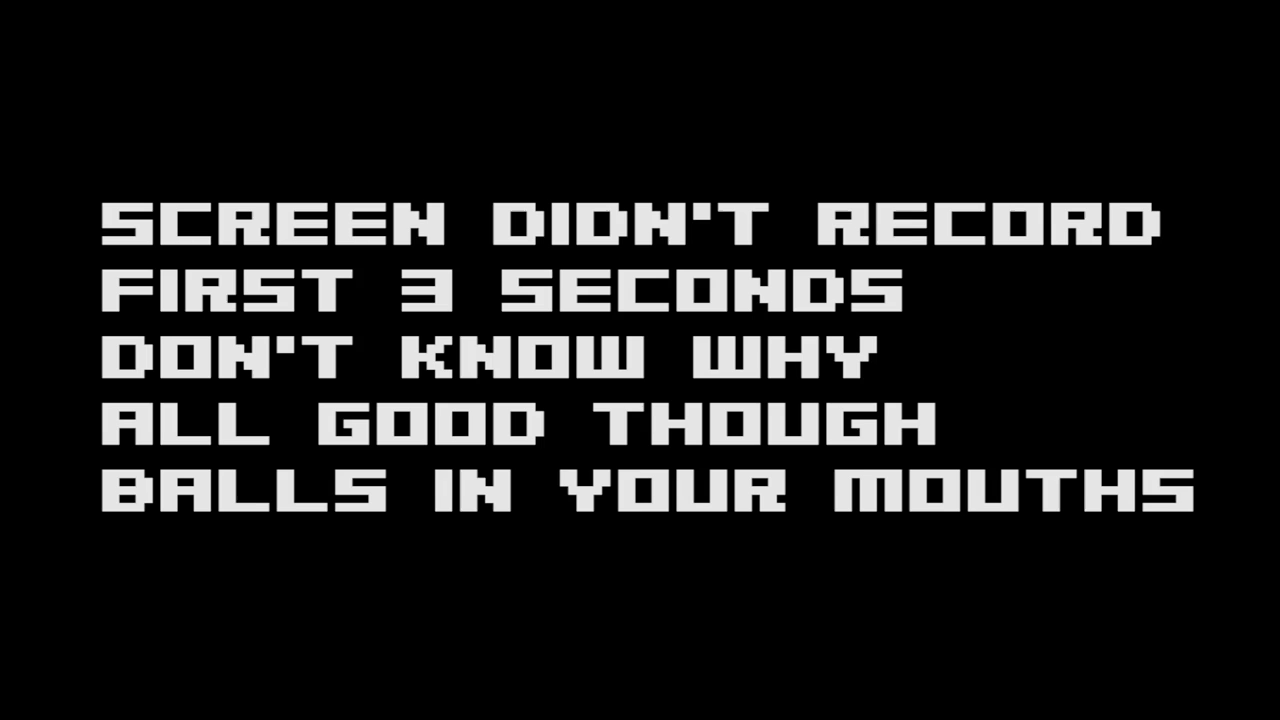 SCREEN DIDN'T RECORD
FIRST 3 SECONDS
DON'T KNOW WHY
ALL GOOD THOUGH
BALLS IN YOUR MOUTHS